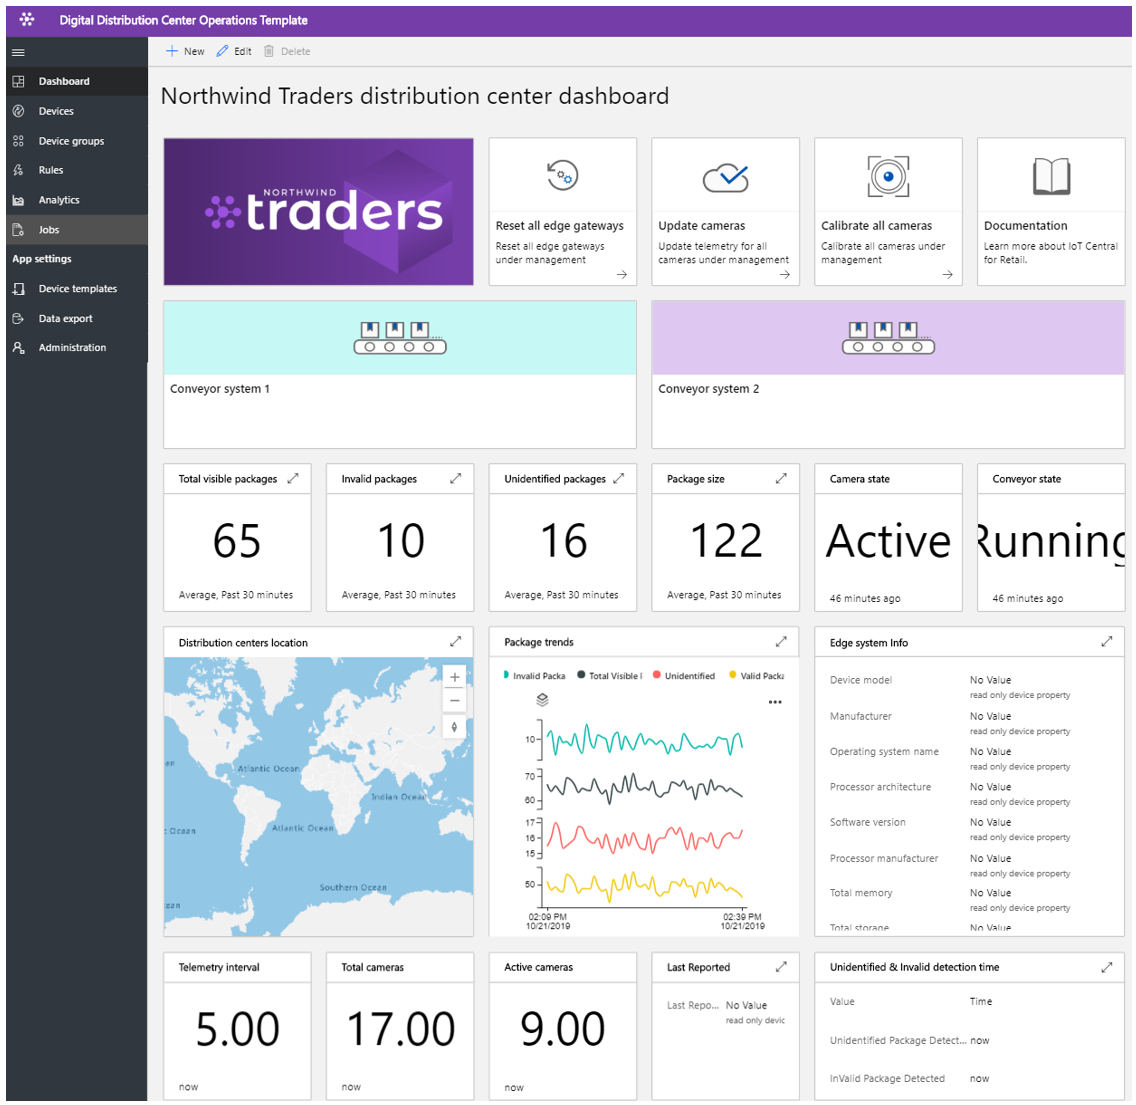 Digital Distribution Center Operations Template
New Edit Delete
Dashboard
Devices
Device groups
Rules
Analytics
Jobs
App settings
Device templates
Data export
Administration
Northwind Traders distribution center dashboard
NORTHWIND
traders
Reset all edge gateways
Reset all edge gateways
under management
Update cameras
Update telemetry for all
cameras under management
Calibrate all cameras
Calibrate all cameras under
management
Documentation
Learn more about IoT Central
for Retail.
Conveyor system 1
Conveyor system 2
Total visible packages
65
Average, Past 30 minutes
Invalid packages
10
Average, Past 30 minutes
Unidentified packages
16
Average, Past 30 minutes
Package size
122
Average, Past 30 minutes
Camera state
Active
46 minutes ago
Conveyor state
Running
46 minutes ago
Distribution centers location
Atlantic Ocean
Indian Ocean
Atlantic Ocean
Ocean
Southern Ocean
Package trends
Invalid Packa Total Visible Unidentified Valid Packa
10
70
60
17
16
15
50
02:09 PM
10/21/2019
02:39 PM
10/21/2019
Edge system Info
Device model No Value
read only device property
Manufacturer No Value
read only device property
Operating system name No Value
read only device property
Processor architecture No Value
read only device property
Software version No Value
read only device property
Processor manufacturer No Value
read only device property
Total memory No Value
read only device property
Total storage No Value
Telemetry interval
5.00
now
Total cameras
17.00
now
Active cameras
9.00
now
Last Reported
Last Repo... No Value
read only devic
Unidentified & Invalid detection time
Value Time
Unidentified Package Detect... now
InValid Package Detected now